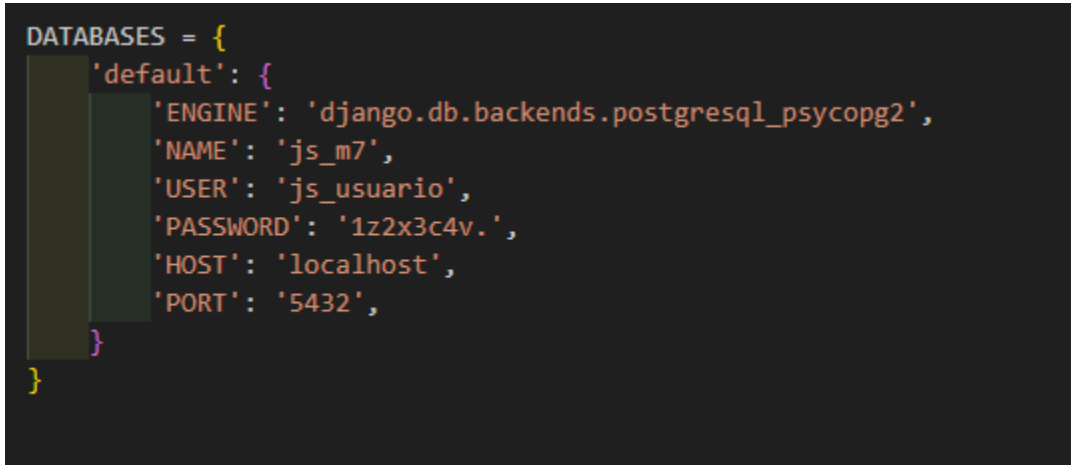 DATABASES = {
    'default': {
        'ENGINE': 'django.db.backends.postgresql_psycopg2',
        'NAME': 'js_m7',
        'USER': 'js_usuario',
        'PASSWORD': '1z2x3c4v.',
        'HOST': 'localhost',
        'PORT': '5432',
    }
}